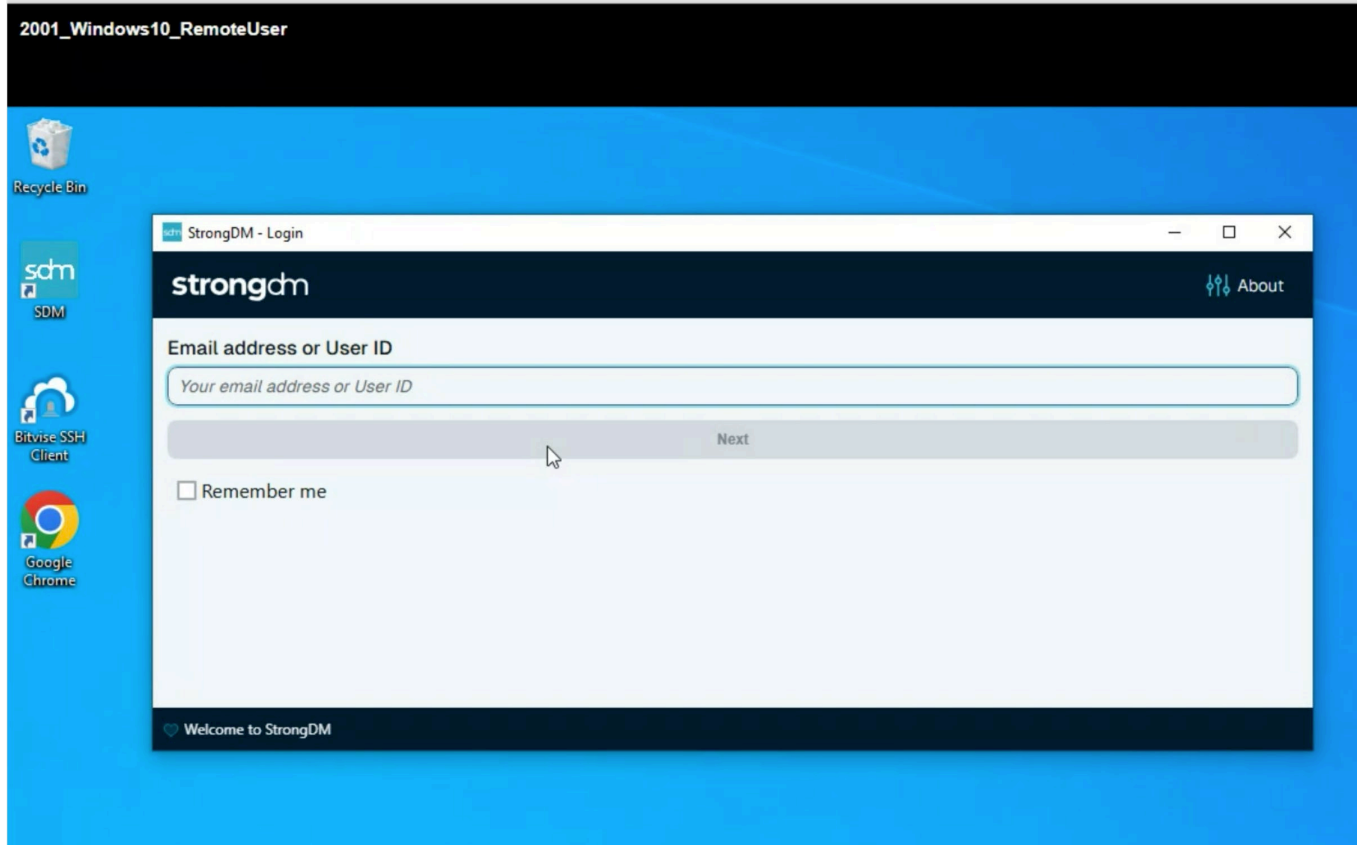 2001_Windows10_RemoteUser
Recycle Bin
sdm
SDM
Bitvise SSH
Client
Google
Chrome
sdm StrongDM - Login
strongdm
About
Email address or User ID
Your email address or User ID
Next
Remember me
Welcome to StrongDM